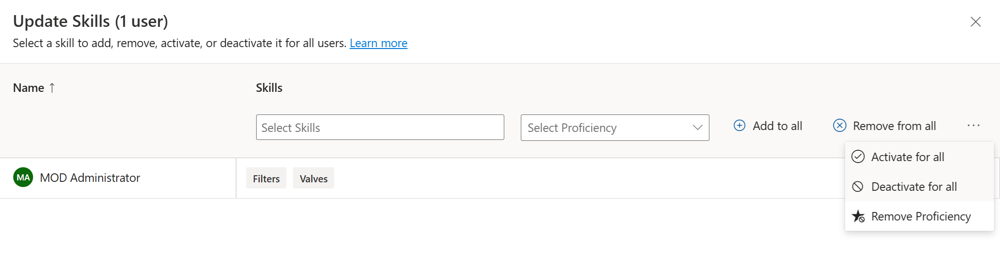 Update Skills (1 user)
Select a skill to add, remove, activate, or deactivate it for all users. Learn more
Name ↑
Skills
Select Skills
Select Proficiency
Add to all
Remove from all
...
Activate for all
Deactivate for all
Remove Proficiency
MA
MOD Administrator
Filters
Valves